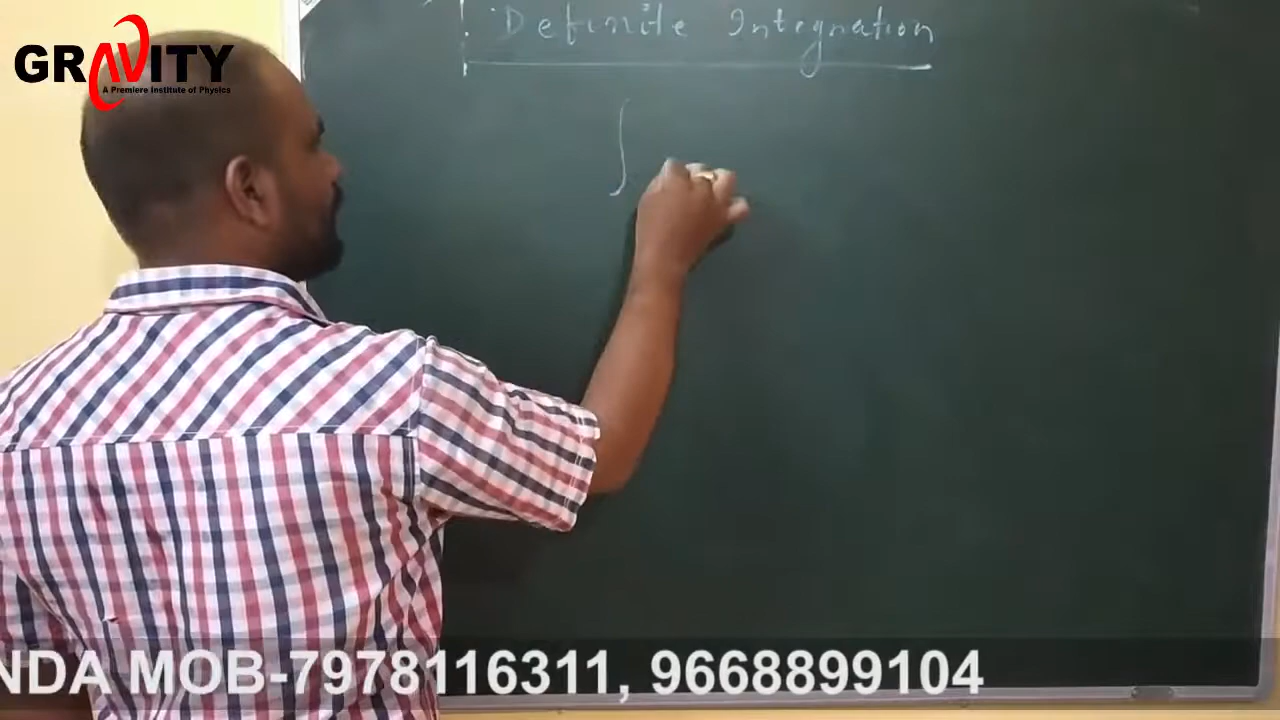 GRAVITY
A Premiere Institute of Physics
Definite Integration
∫
NDA MOB-7978116311, 9668899104